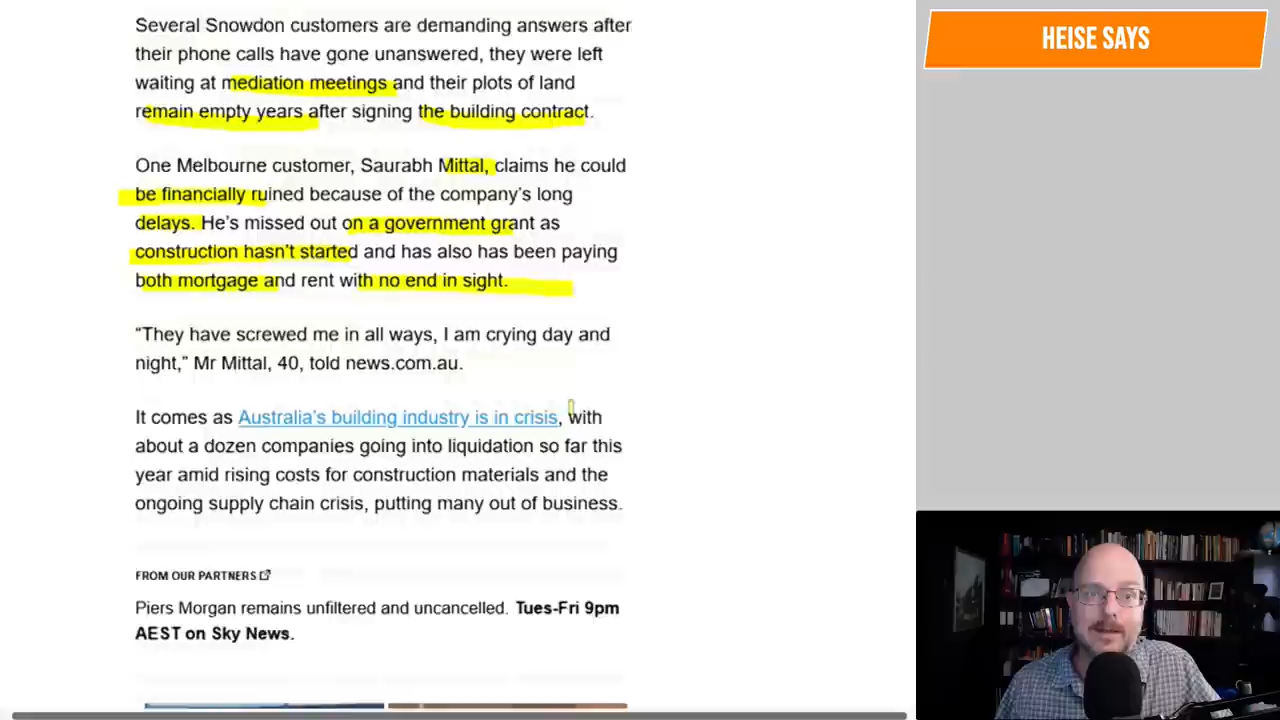 HEISE SAYS
Several Snowdon customers are demanding answers after
their phone calls have gone unanswered, they were left
waiting at mediation meetings and their plots of land
remain empty years after signing the building contract.
One Melbourne customer, Saurabh Mittal, claims he could
be financially ruined because of the company's long
delays. He's missed out on a government grant as
construction hasn't started and has also has been paying
both mortgage and rent with no end in sight.
“They have screwed me in all ways, I am crying day and
night,” Mr Mittal, 40, told news.com.au.
It comes as Australia's building industry is in crisis, with
about a dozen companies going into liquidation so far this
year amid rising costs for construction materials and the
ongoing supply chain crisis, putting many out of business.
FROM OUR PARTNERS
Piers Morgan remains unfiltered and uncancelled. Tues-Fri 9pm
AEST on Sky News.